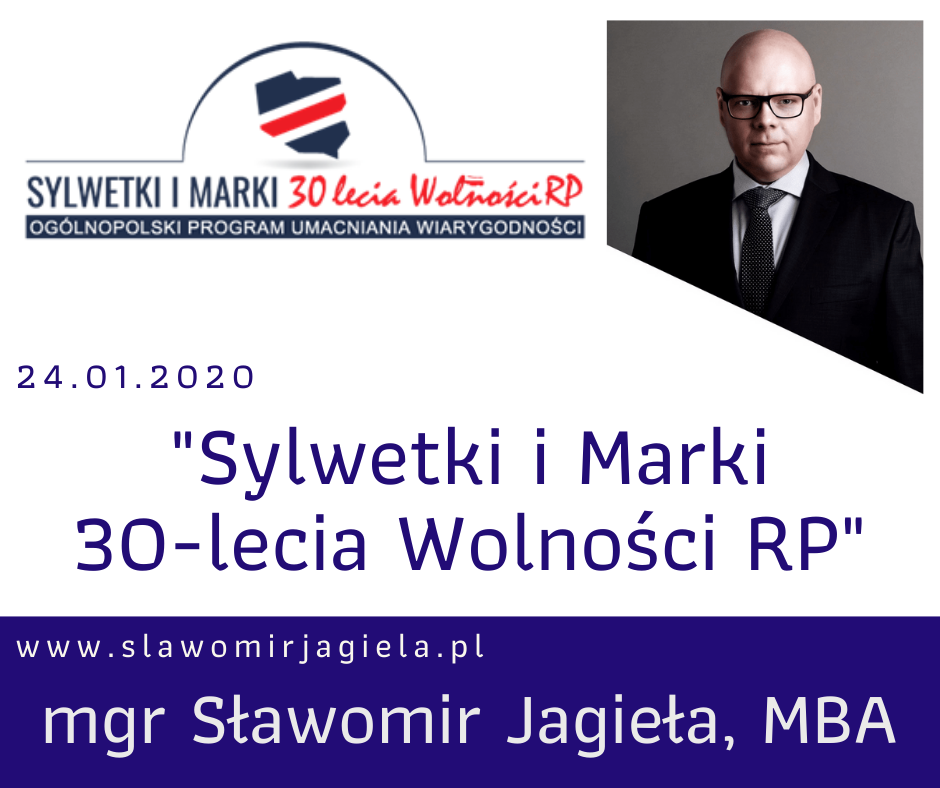 SYLWETKI I MARKI 30 lecia Wolności RP
OGÓLNOPOLSKI PROGRAM UMACNIANIA WIARYGODNOŚCI
24.01.2020
"Sylwetki i Marki
30-lecia Wolności RP"
www.slawomirjagiela.pl
mgr Sławomir Jagieła, MBA